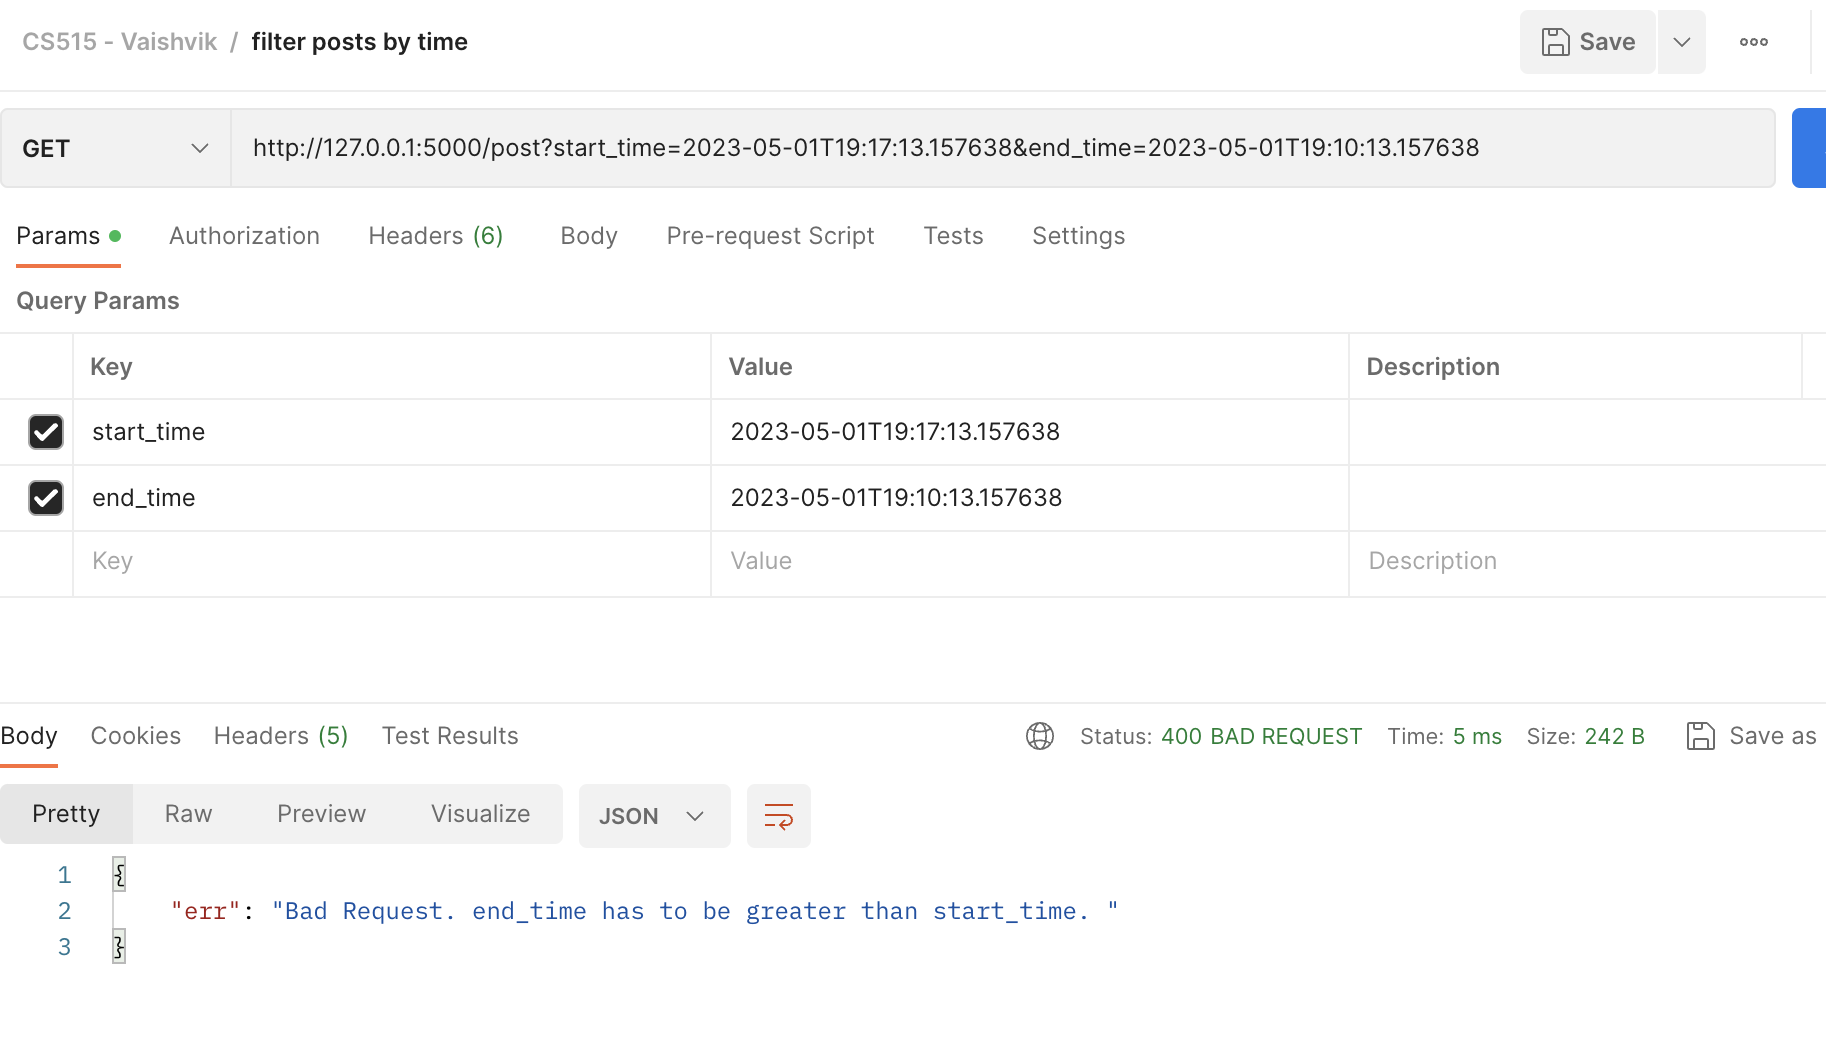 CS515 - Vaishvik / filter posts by time
Save
GET
http://127.0.0.1:5000/post?start_time=2023-05-01T19:17:13.157638&end_time=2023-05-01T19:10:13.157638
Params Authorization Headers (6) Body Pre-request Script Tests Settings
Query Params
Key Value Description
start_time 2023-05-01T19:17:13.157638
end_time 2023-05-01T19:10:13.157638
Key Value Description
Body Cookies Headers (5) Test Results Status: 400 BAD REQUEST Time: 5 ms Size: 242 B Save as
Pretty Raw Preview Visualize JSON
1 {
2 "err": "Bad Request. end_time has to be greater than start_time. "
3 }